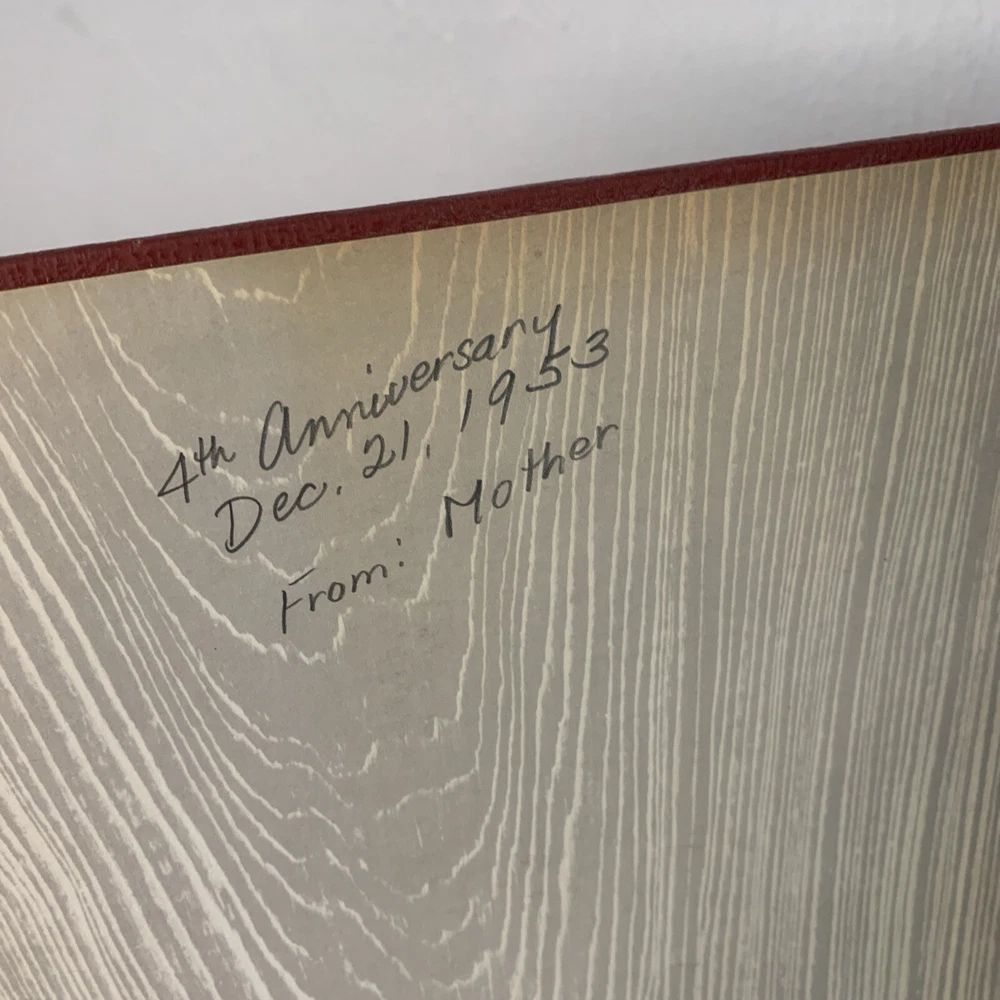 4th Anniversary
Dec. 21, 1953
From: Mother